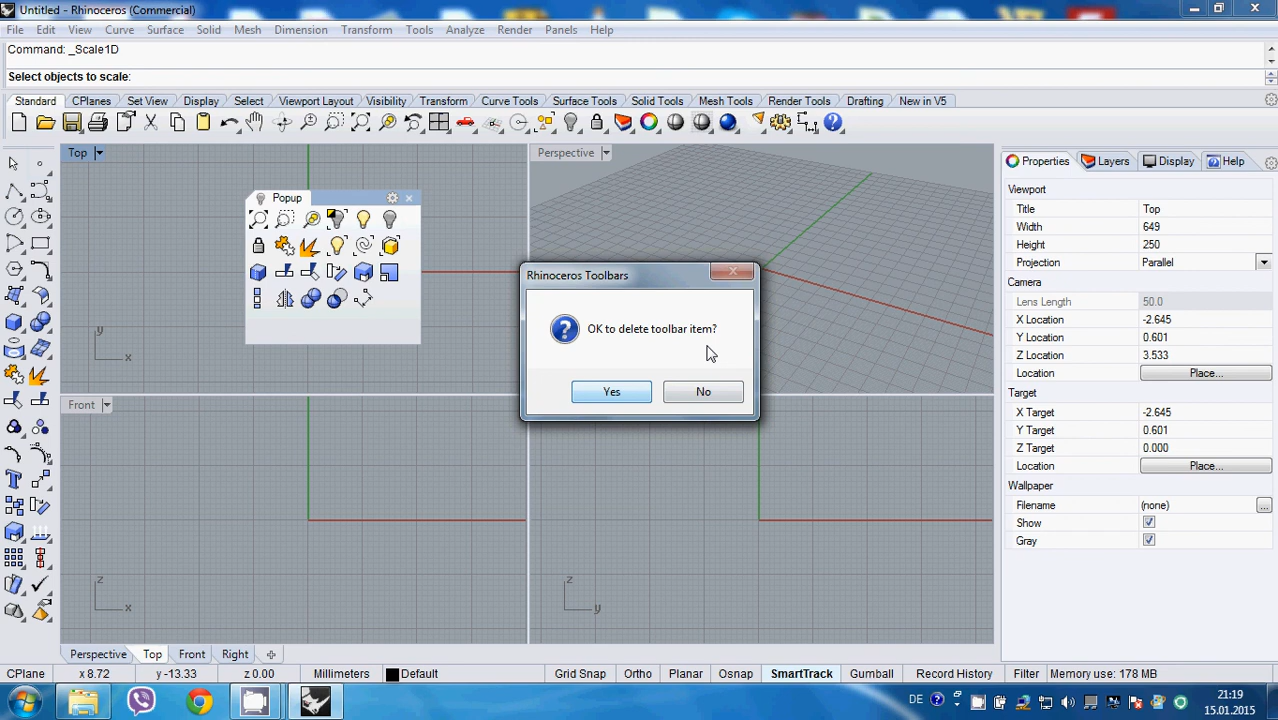 Untitled - Rhinoceros (Commercial)
File Edit View Curve Surface Solid Mesh Dimension Transform Tools Analyze Render Panels Help
Command: _Scale1D
Select objects to scale:
Standard CPlanes Set View Display Select Viewport Layout Visibility Transform Curve Tools Surface Tools Solid Tools Mesh Tools Render Tools Drafting New in V5
Top
Perspective
Properties Layers Display Help
Popup
Viewport
Title Top
Width 649
Height 250
Projection Parallel
Camera
Lens Length 50.0
X Location -2.645
Y Location 0.601
Z Location 3.533
Location Place...
Target
X Target -2.645
Y Target 0.601
Z Target 0.000
Location Place...
Wallpaper
Filename (none) ...
Show
Gray
Rhinoceros Toolbars
OK to delete toolbar item?
Yes No
y
x
Front
z
x
z
y
Perspective Top Front Right
CPlane x 8.72 y -13.33 z 0.00 Millimeters Default Grid Snap Ortho Planar Osnap SmartTrack Gumball Record History Filter Memory use: 178 MB
DE 21:19
15.01.2015